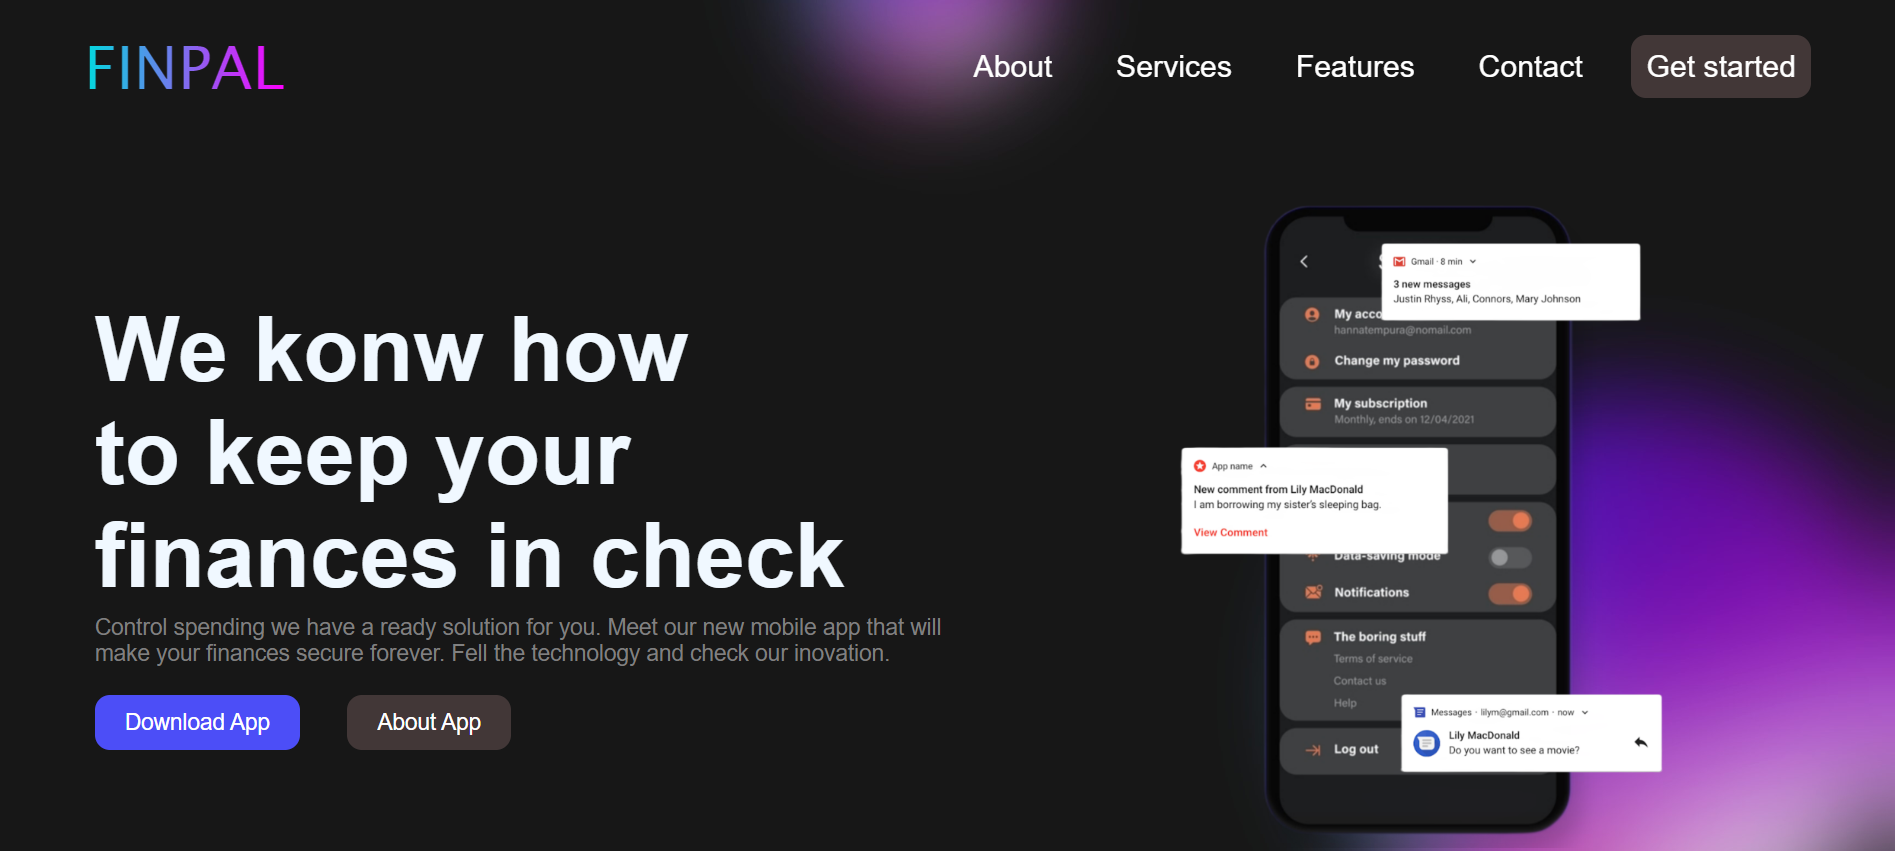 FINPAL
About Services Features Contact Get started
We konw how
to keep your
finances in check
Control spending we have a ready solution for you. Meet our new mobile app that will
make your finances secure forever. Fell the technology and check our inovation.
Download App About App
Gmail · 8 min
3 new messages
Justin Rhyss, Ali, Connors, Mary Johnson
My acco
hannatempura@nomail.com
Change my password
My subscription
Monthly, ends on 12/04/2021
App name
New comment from Lily MacDonald
I am borrowing my sister's sleeping bag.
View Comment
Data-saving mode
Notifications
The boring stuff
Terms of service
Contact us
Help
Messages · lilym@gmail.com · now
Lily MacDonald
Do you want to see a movie?
Log out